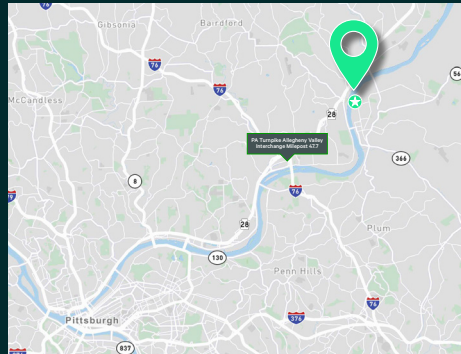 Gibsonia
Bairdford
76
McCandless
76
56
28
PA Turnpike Allegheny Valley
Interchange Milepost 47.7
366
8
76
28
Plum
130
Penn Hills
76
376
Pittsburgh
837